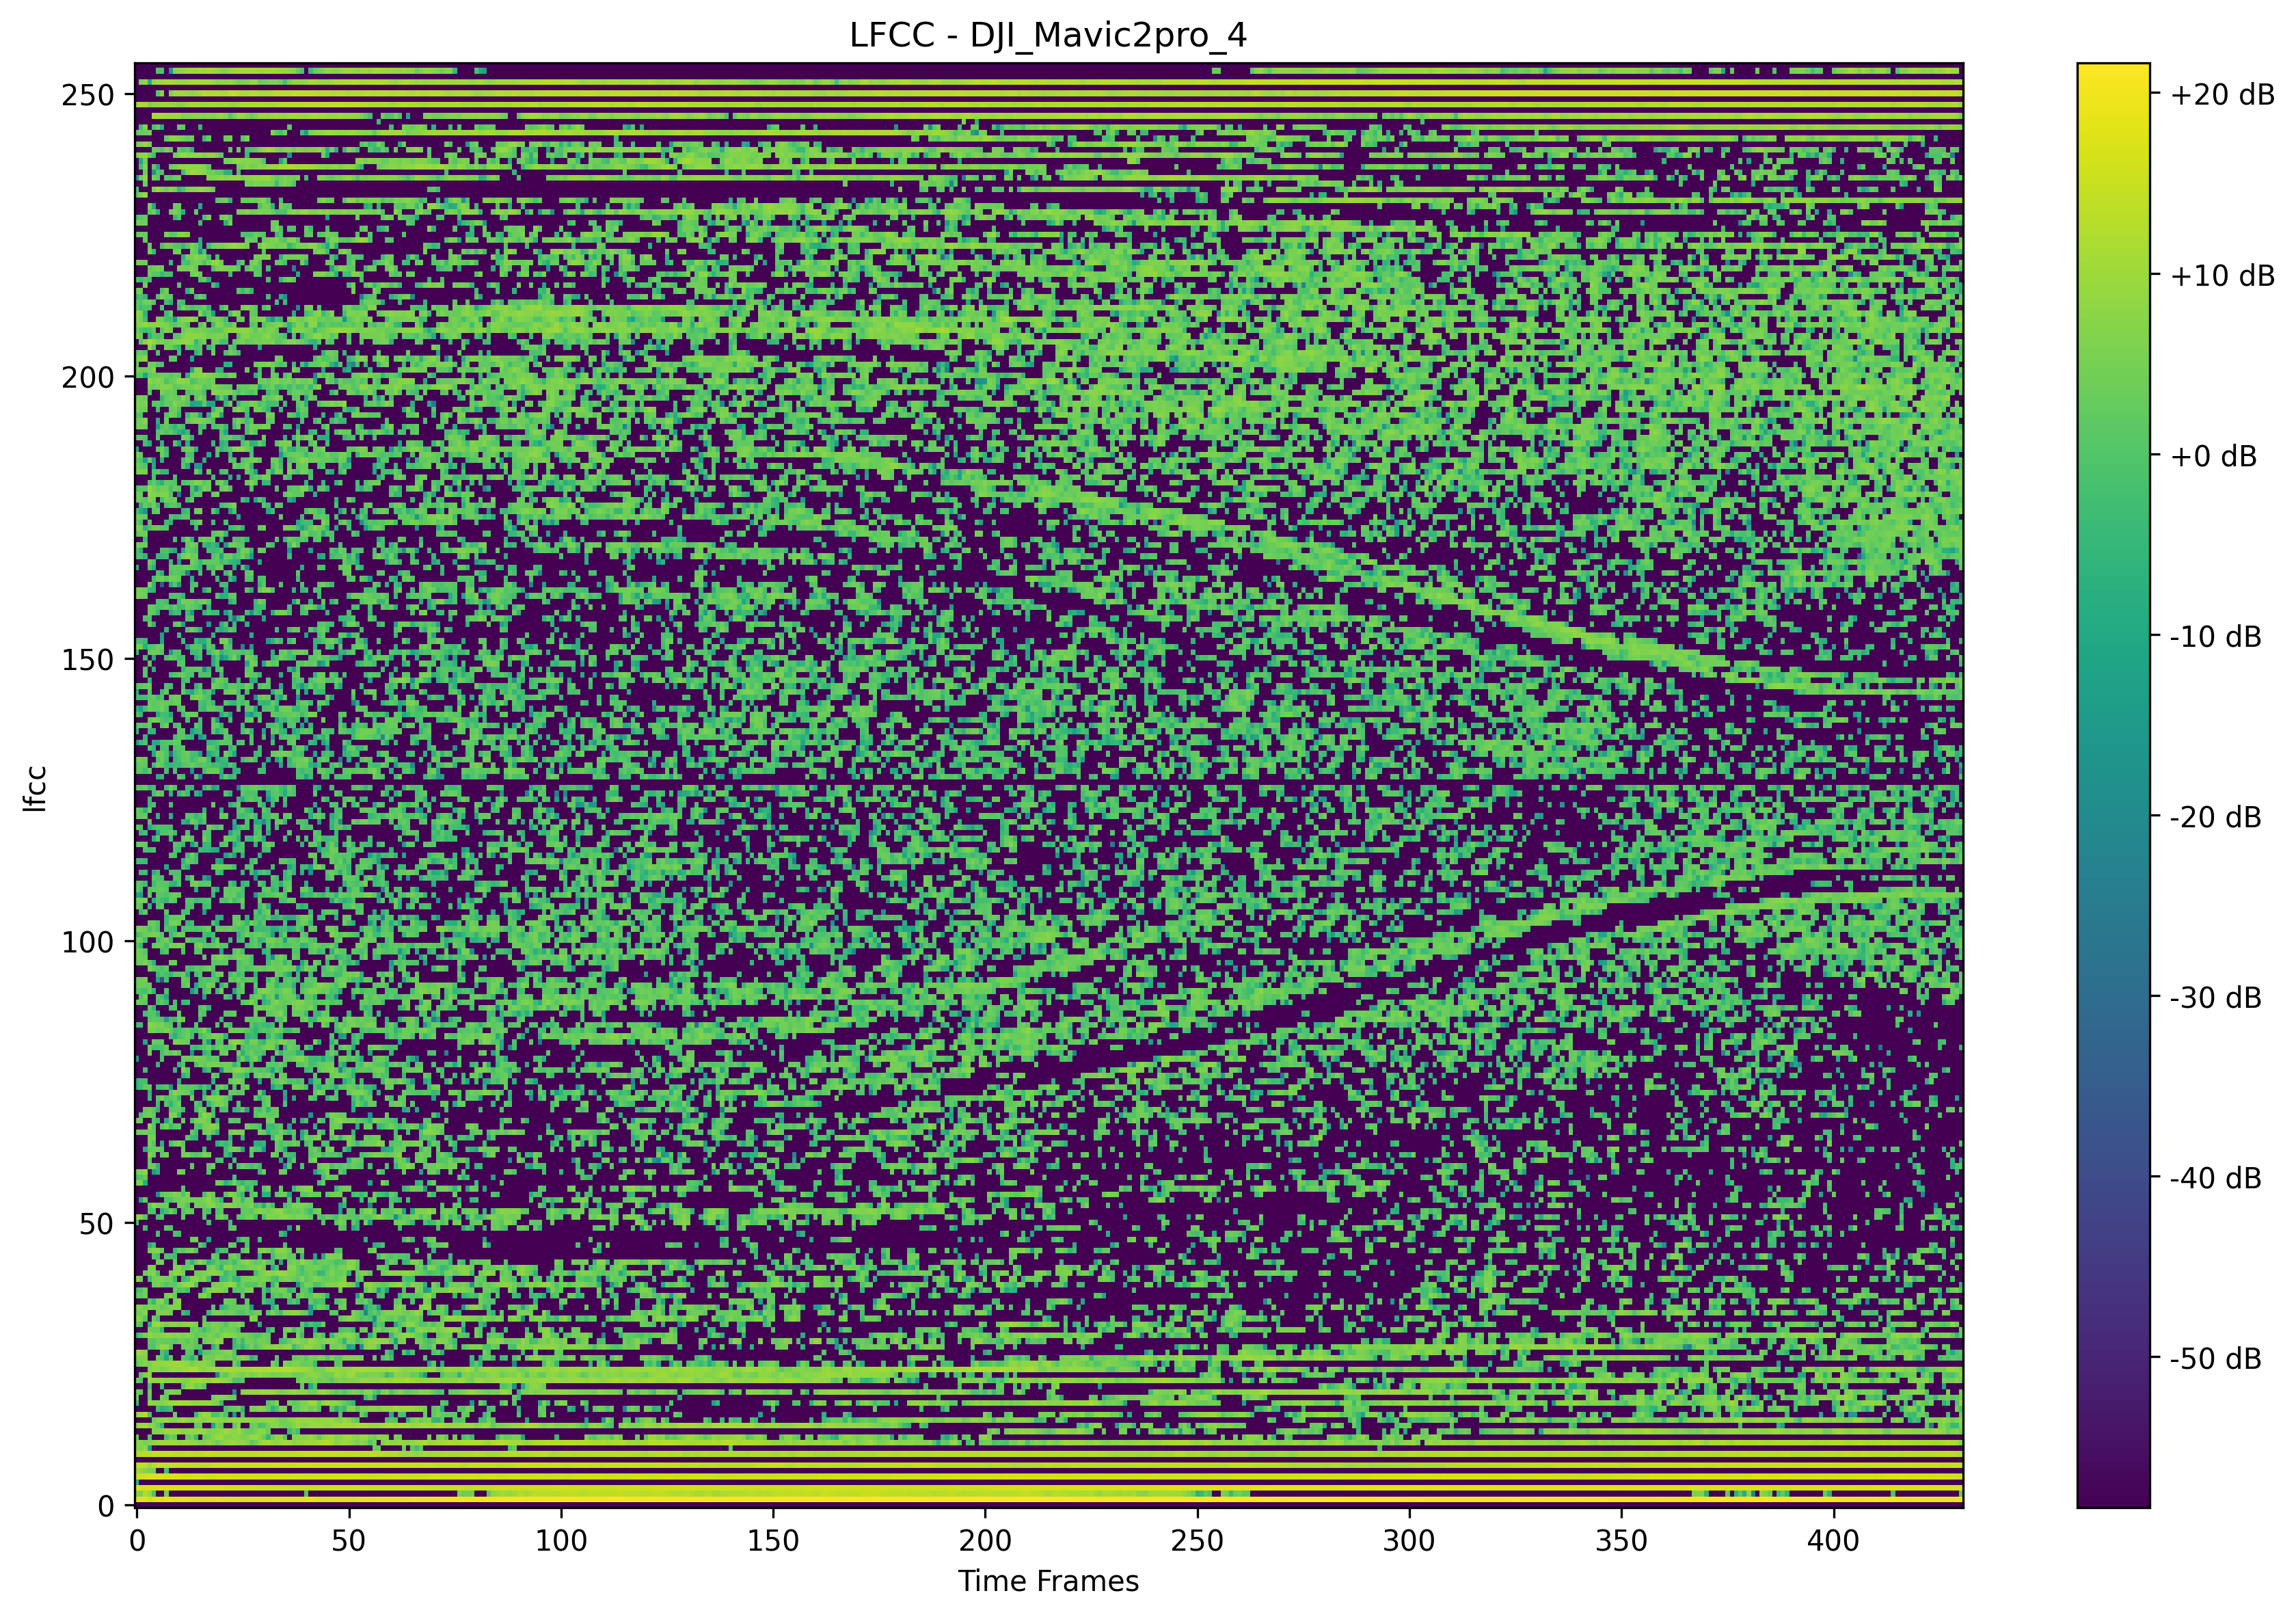 LFCC - DJI_Mavic2pro_4
250
200
150
100
50
0
lfcc
0 50 100 150 200 250 300 350 400
Time Frames
+20 dB
+10 dB
+0 dB
-10 dB
-20 dB
-30 dB
-40 dB
-50 dB